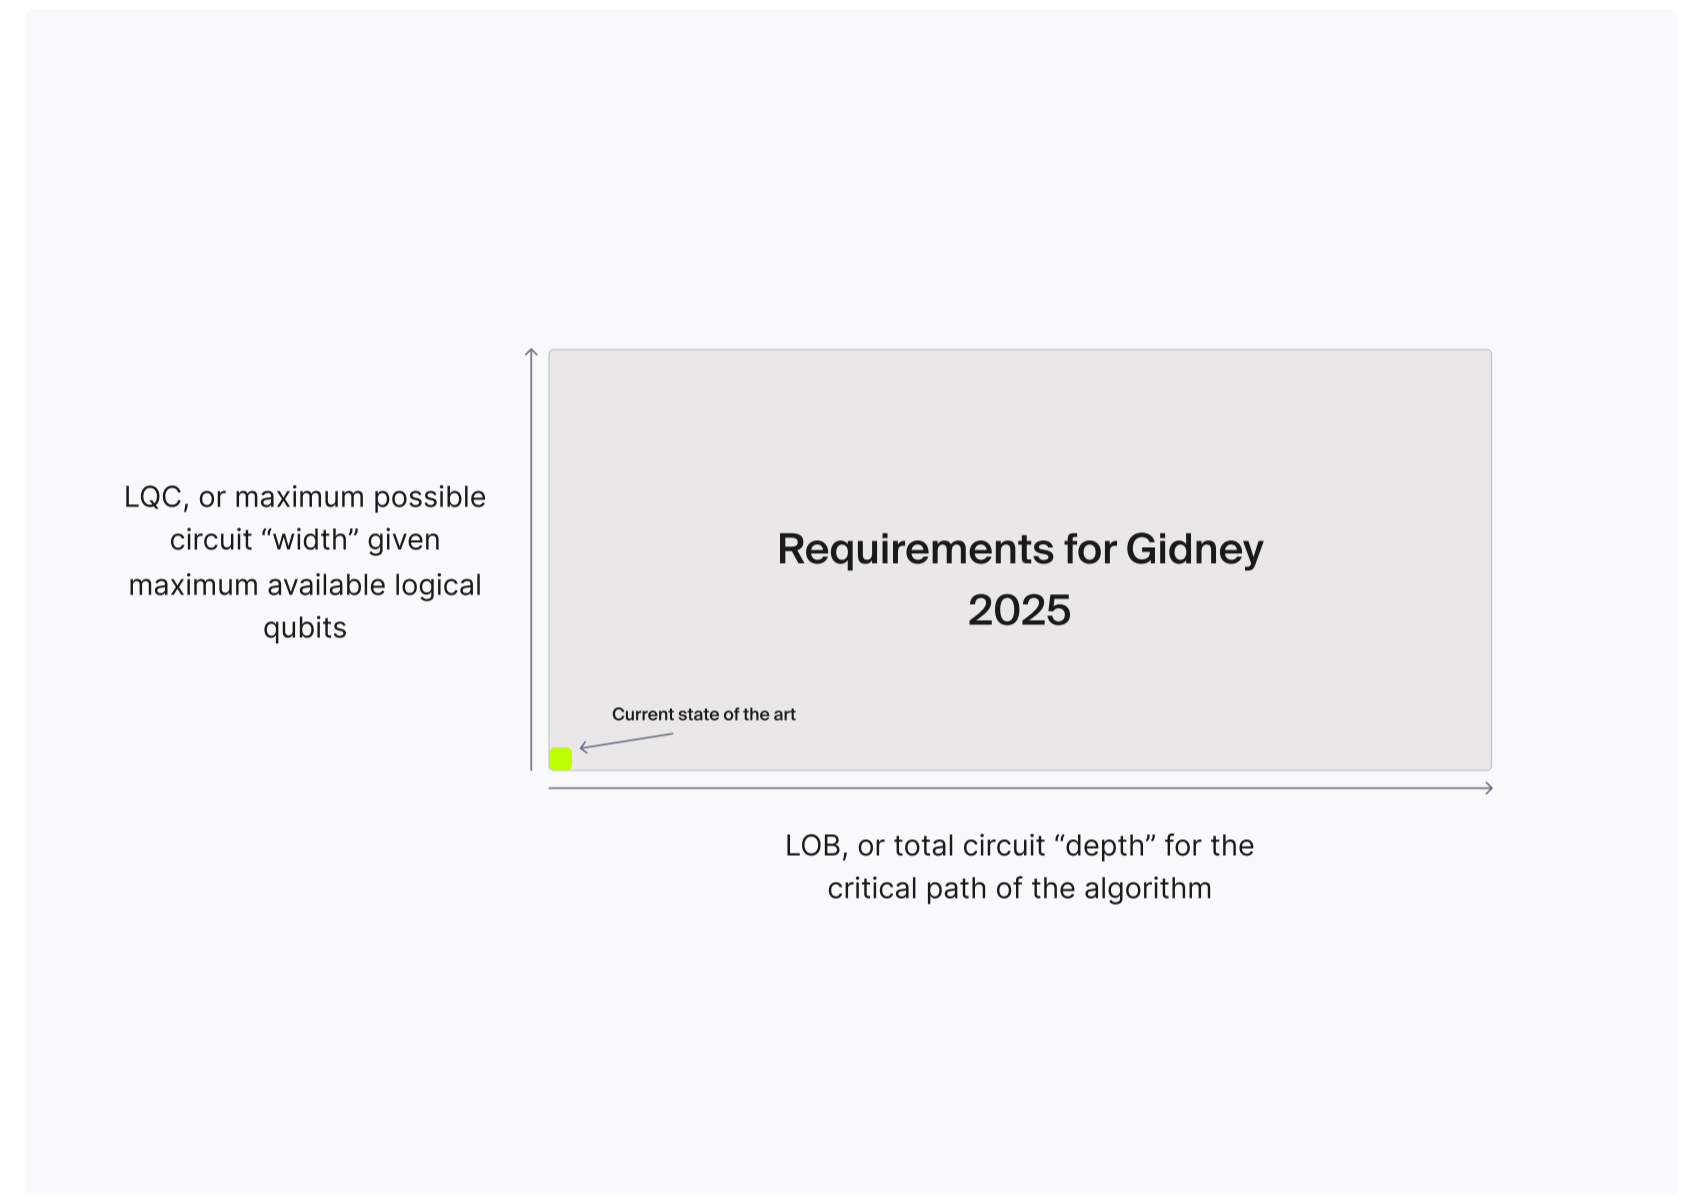 LQC, or maximum possible
circuit “width” given
maximum available logical
qubits
Requirements for Gidney
2025
Current state of the art
LOB, or total circuit “depth” for the
critical path of the algorithm